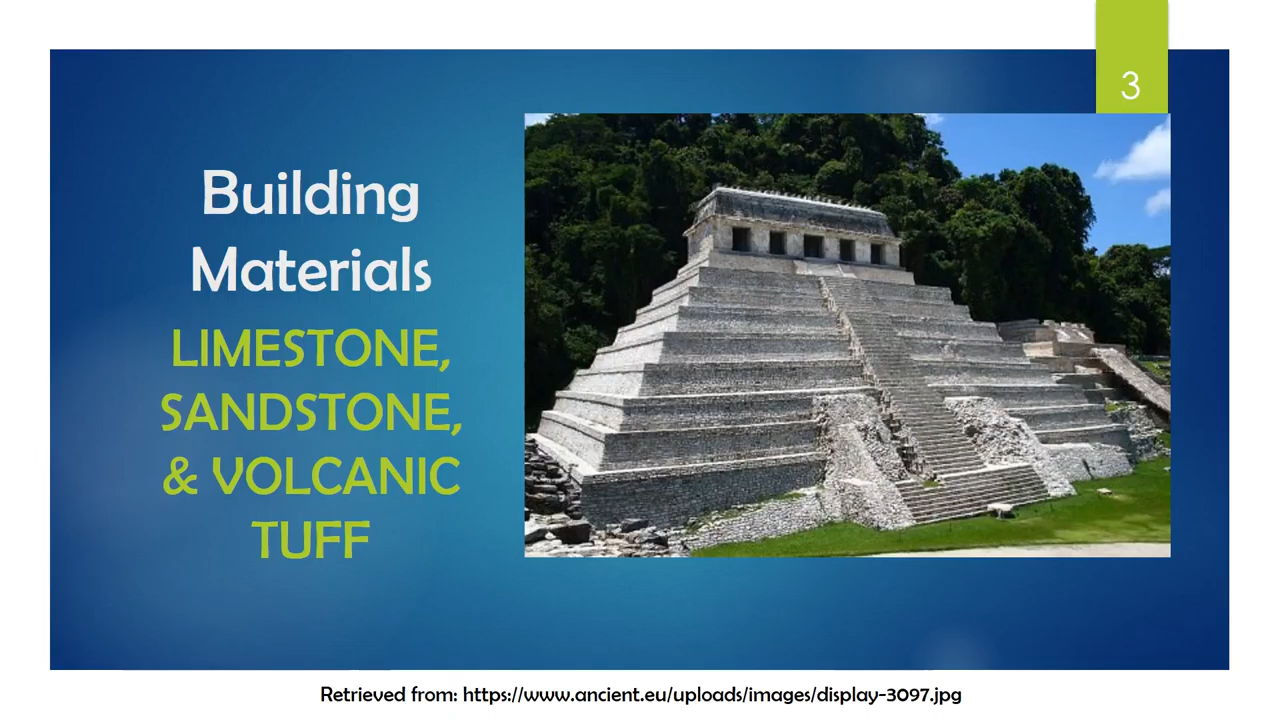 3
Building
Materials
LIMESTONE,
SANDSTONE,
& VOLCANIC
TUFF
Retrieved from: https://www.ancient.eu/uploads/images/display-3097.jpg